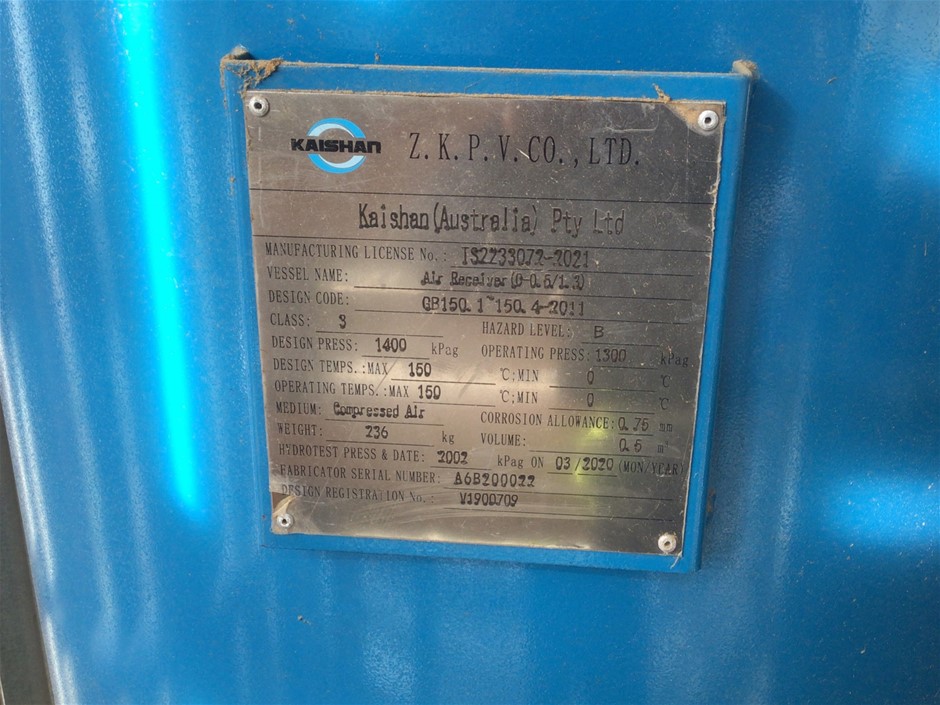 KAISHAN Z.K.P.V.CO.,LTD.
Kaishan(Australia) Pty Ltd
MANUFACTURING LICENSE No.: TS2233072-2021
VESSEL NAME: Air Receiver(0-0.5/1.3)
DESIGN CODE: GB150.1~150.4-2011
CLASS: 3 HAZARD LEVEL: B
DESIGN PRESS: 1400 kPag OPERATING PRESS: 1300 kPag
DESIGN TEMPS.:MAX 150 ℃:MIN 0 ℃
OPERATING TEMPS.:MAX 150 ℃:MIN 0 ℃
MEDIUM: Compressed Air CORROSION ALLOWANCE: 0.75 mm
WEIGHT: 236 kg VOLUME: 0.5 m³
HYDROTEST PRESS & DATE: 2002 kPag ON 03/2020 (MON/YEAR)
FABRICATOR SERIAL NUMBER: A6B200022
DESIGN REGISTRATION No.: V1900709